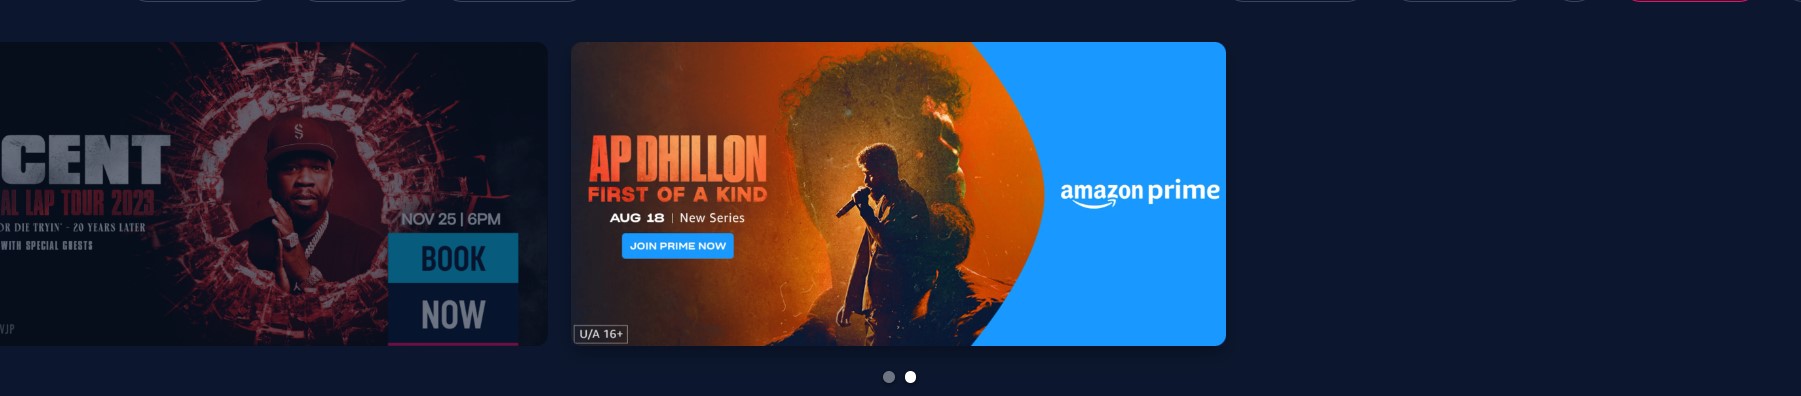 CENT
AL LAP TOUR 2023
OR DIE TRYIN' - 20 YEARS LATER
WITH SPECIAL GUESTS
NOV 25 | 6PM
BOOK
NOW
V.JP
AP DHILLON
FIRST OF A KIND
AUG 18 | New Series
JOIN PRIME NOW
U/A 16+
amazon prime